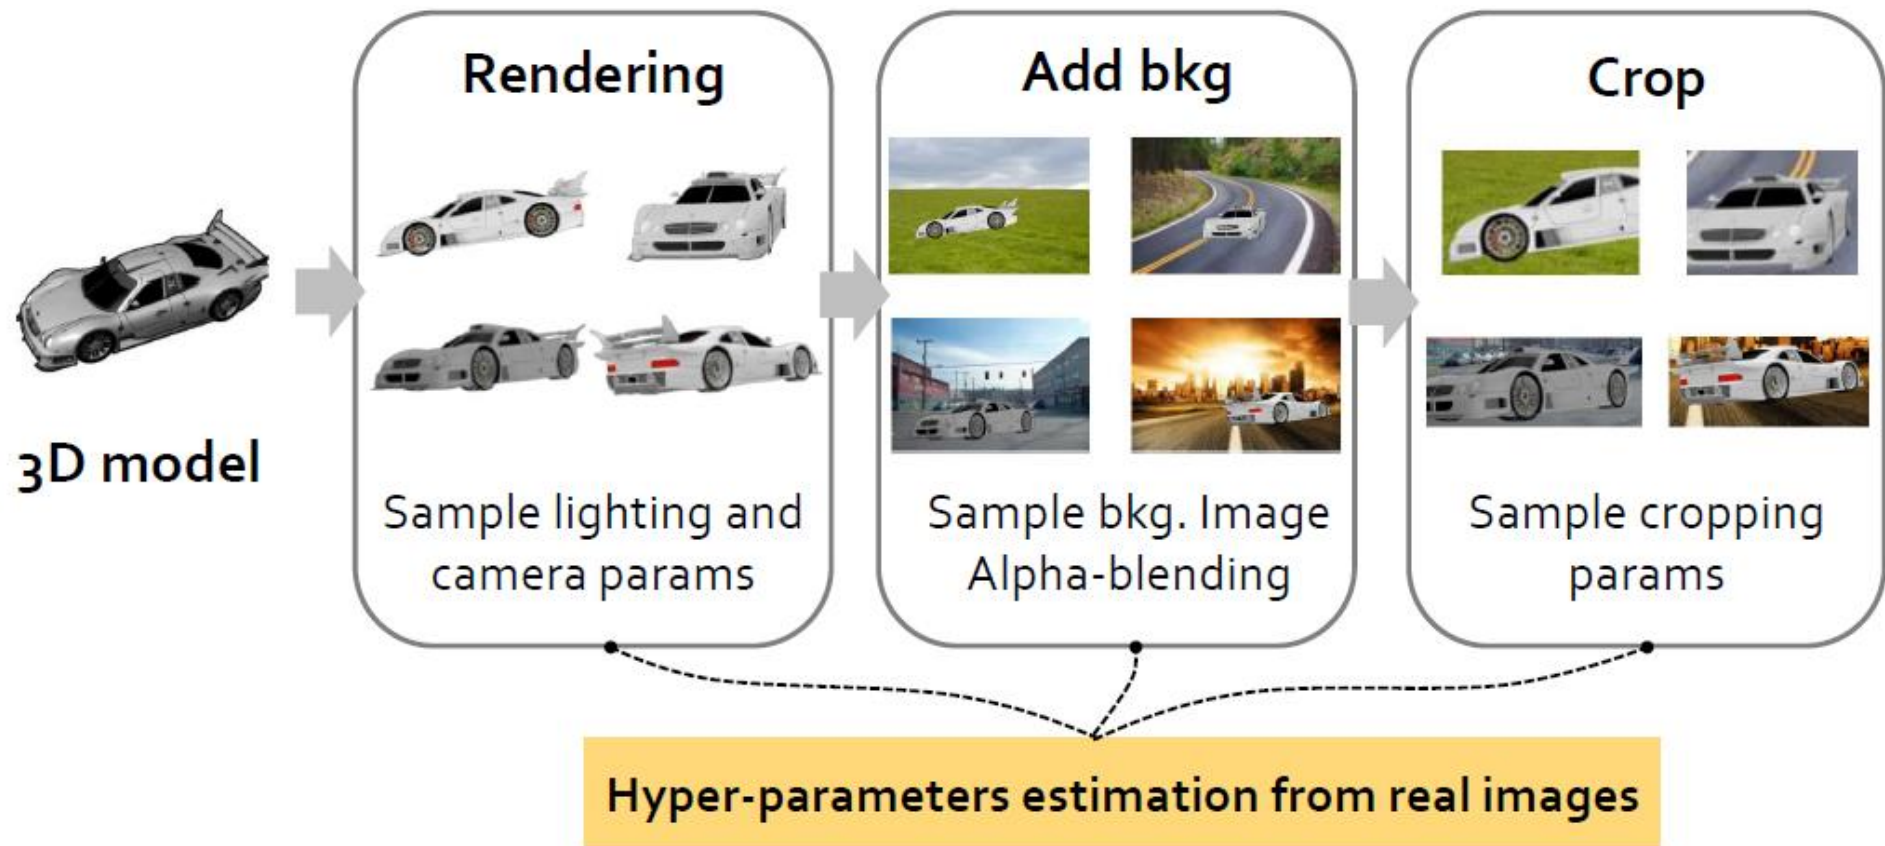 3D model
Rendering
Sample lighting and
camera params
Add bkg
Sample bkg. Image
Alpha-blending
Crop
Sample cropping
params
Hyper-parameters estimation from real images